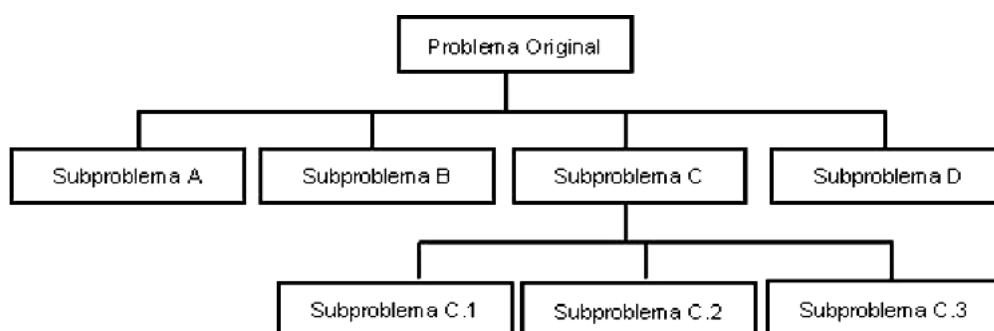 Problema Original
Subproblema A
Subproblema B
Subproblema C
Subproblema D
Subproblema C.1
Subproblema C.2
Subproblema C.3